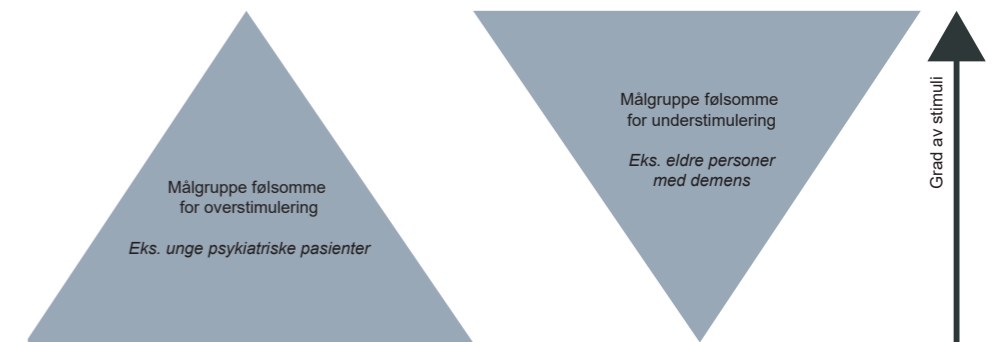 Målgruppe følsomme
for overstimulering
Eks. unge psykiatriske pasienter
Målgruppe følsomme
for understimulering
Eks. eldre personer
med demens
Grad av stimuli